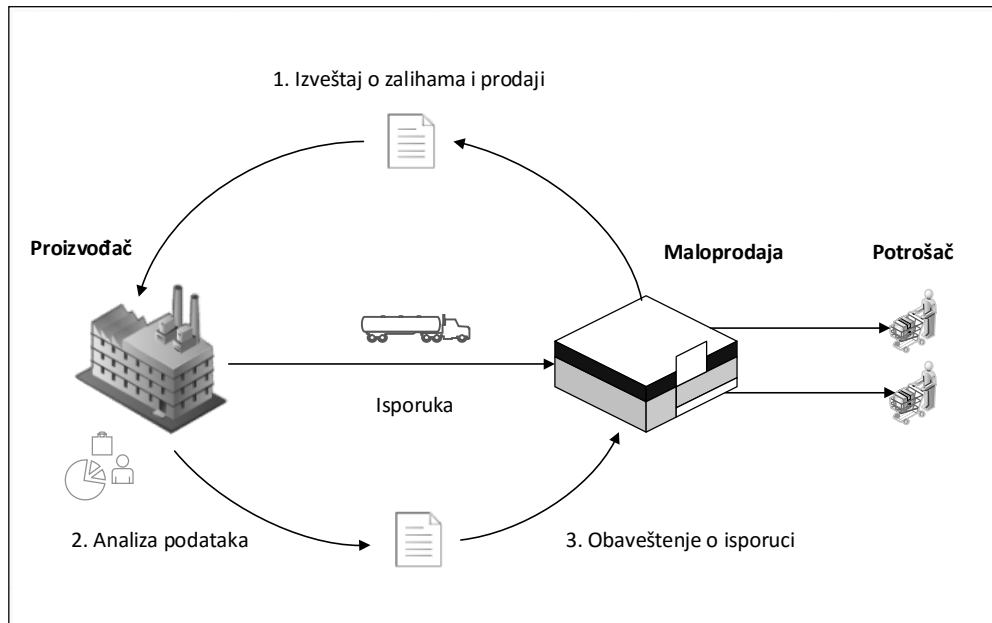 1. Izveštaj o zalihama i prodaji
Proizvođač
Maloprodaja
Potrošač
Isporuka
2. Analiza podataka
3. Obaveštenje o isporuci